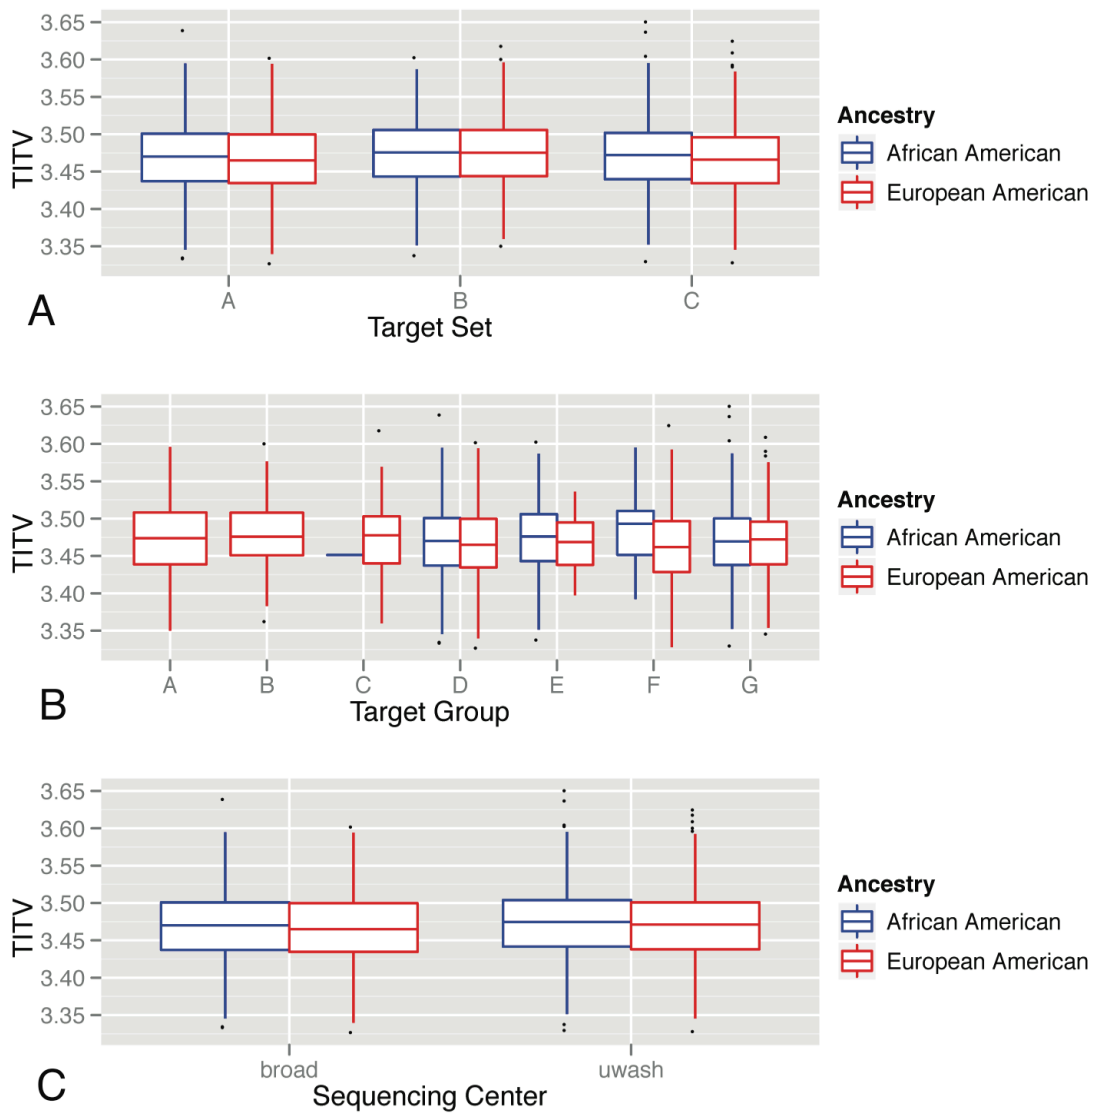 3.65
3.60
3.55
3.50
3.45
3.40
3.35
TITV
A B C
Target Set
A
Ancestry
African American
European American
3.65
3.60
3.55
3.50
3.45
3.40
3.35
TITV
A B C D E F G
Target Group
B
Ancestry
African American
European American
3.65
3.60
3.55
3.50
3.45
3.40
3.35
TITV
broad uwash
Sequencing Center
C
Ancestry
African American
European American